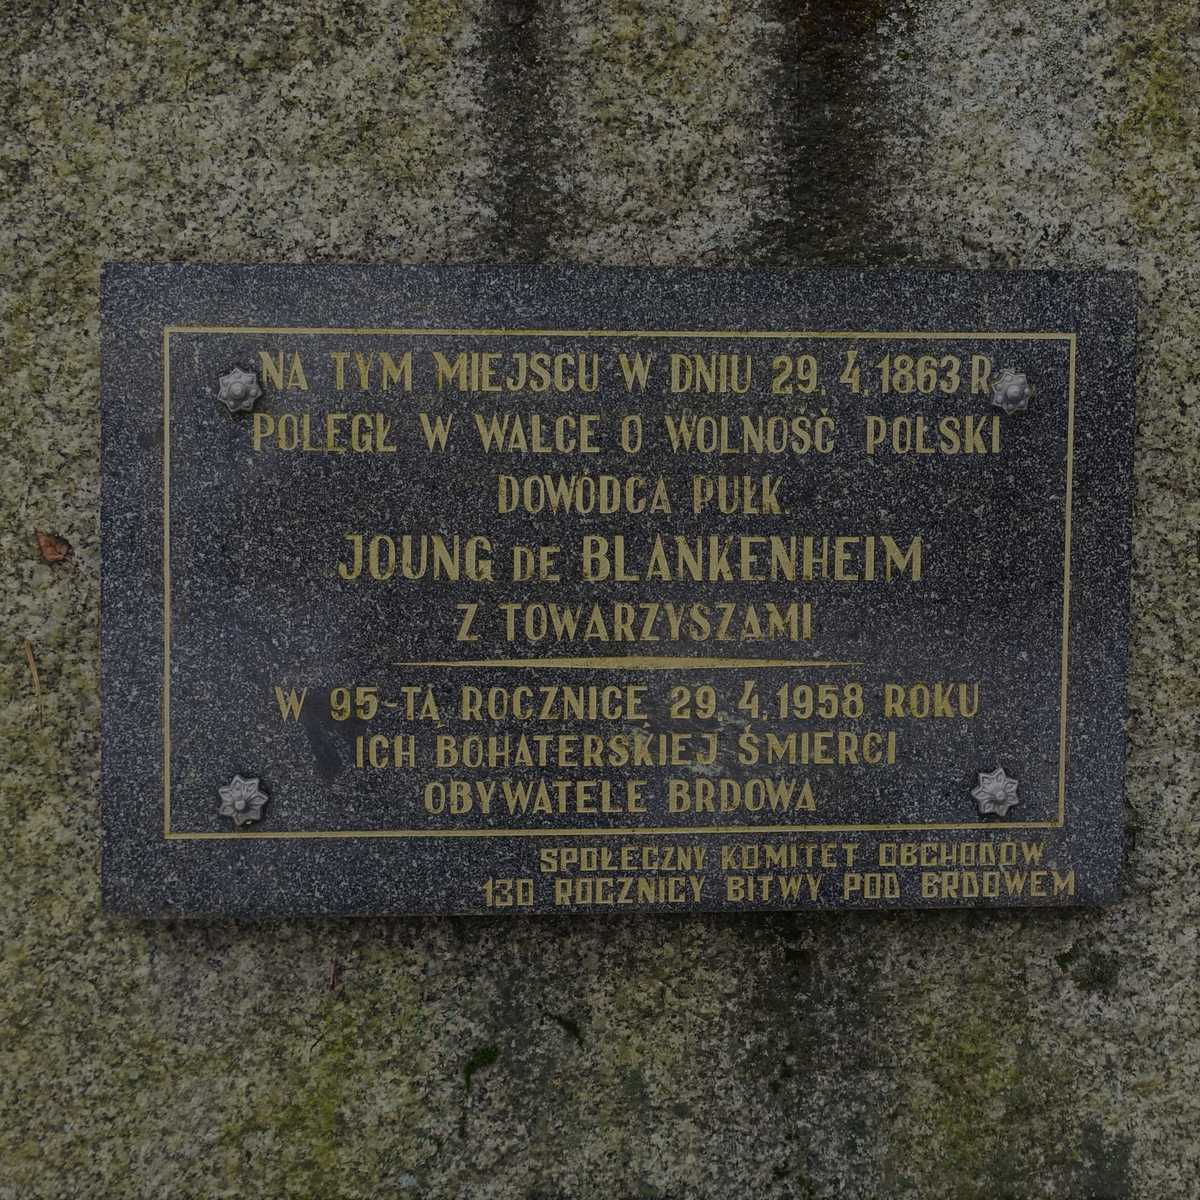 NA TYM MIEJSCU W DNIU 29. 4. 1863 R.
POLEGŁ W WALCE O WOLNOŚĆ POLSKI
DOWÓDCA PUŁK.
JOUNG DE BLANKENHEIM
Z TOWARZYSZAMI
W 95-TĄ ROCZNICĘ 29. 4. 1958 ROKU
ICH BOHATERSKIEJ ŚMIERCI
OBYWATELE BRDOWA
SPOŁECZNY KOMITET OBCHODÓW
130 ROCZNICY BITWY POD BRDOWEM